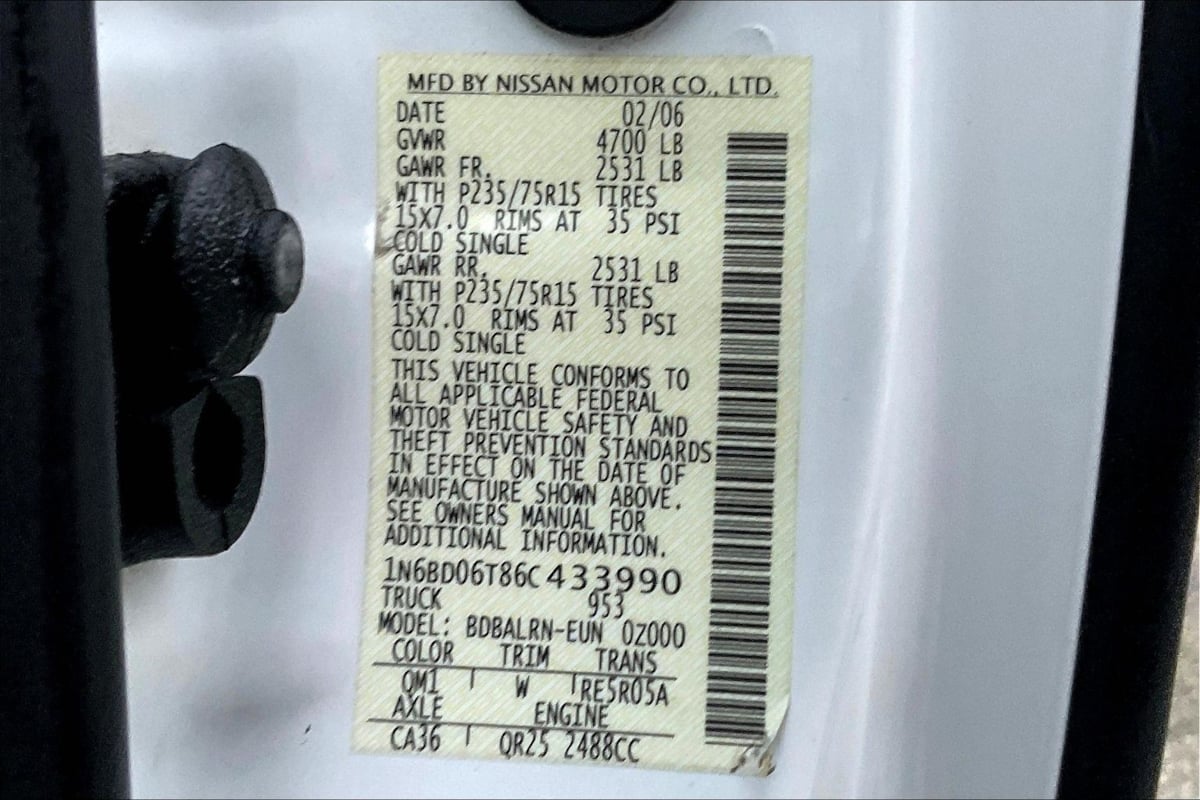 MFD BY NISSAN MOTOR CO., LTD.
DATE 02/06
GVWR 4700 LB
GAWR FR. 2531 LB
WITH P235/75R15 TIRES
15X7.0 RIMS AT 35 PSI
COLD SINGLE
GAWR RR. 2531 LB
WITH P235/75R15 TIRES
15X7.0 RIMS AT 35 PSI
COLD SINGLE
THIS VEHICLE CONFORMS TO
ALL APPLICABLE FEDERAL
MOTOR VEHICLE SAFETY AND
THEFT PREVENTION STANDARDS
IN EFFECT ON THE DATE OF
MANUFACTURE SHOWN ABOVE.
SEE OWNERS MANUAL FOR
ADDITIONAL INFORMATION.
1N6BD06T86C433990
TRUCK 953
MODEL: BDBALRN-EUN 0Z000
COLOR TRIM TRANS
QM1 W RE5R05A
AXLE ENGINE
CA36 QR25 2488CC